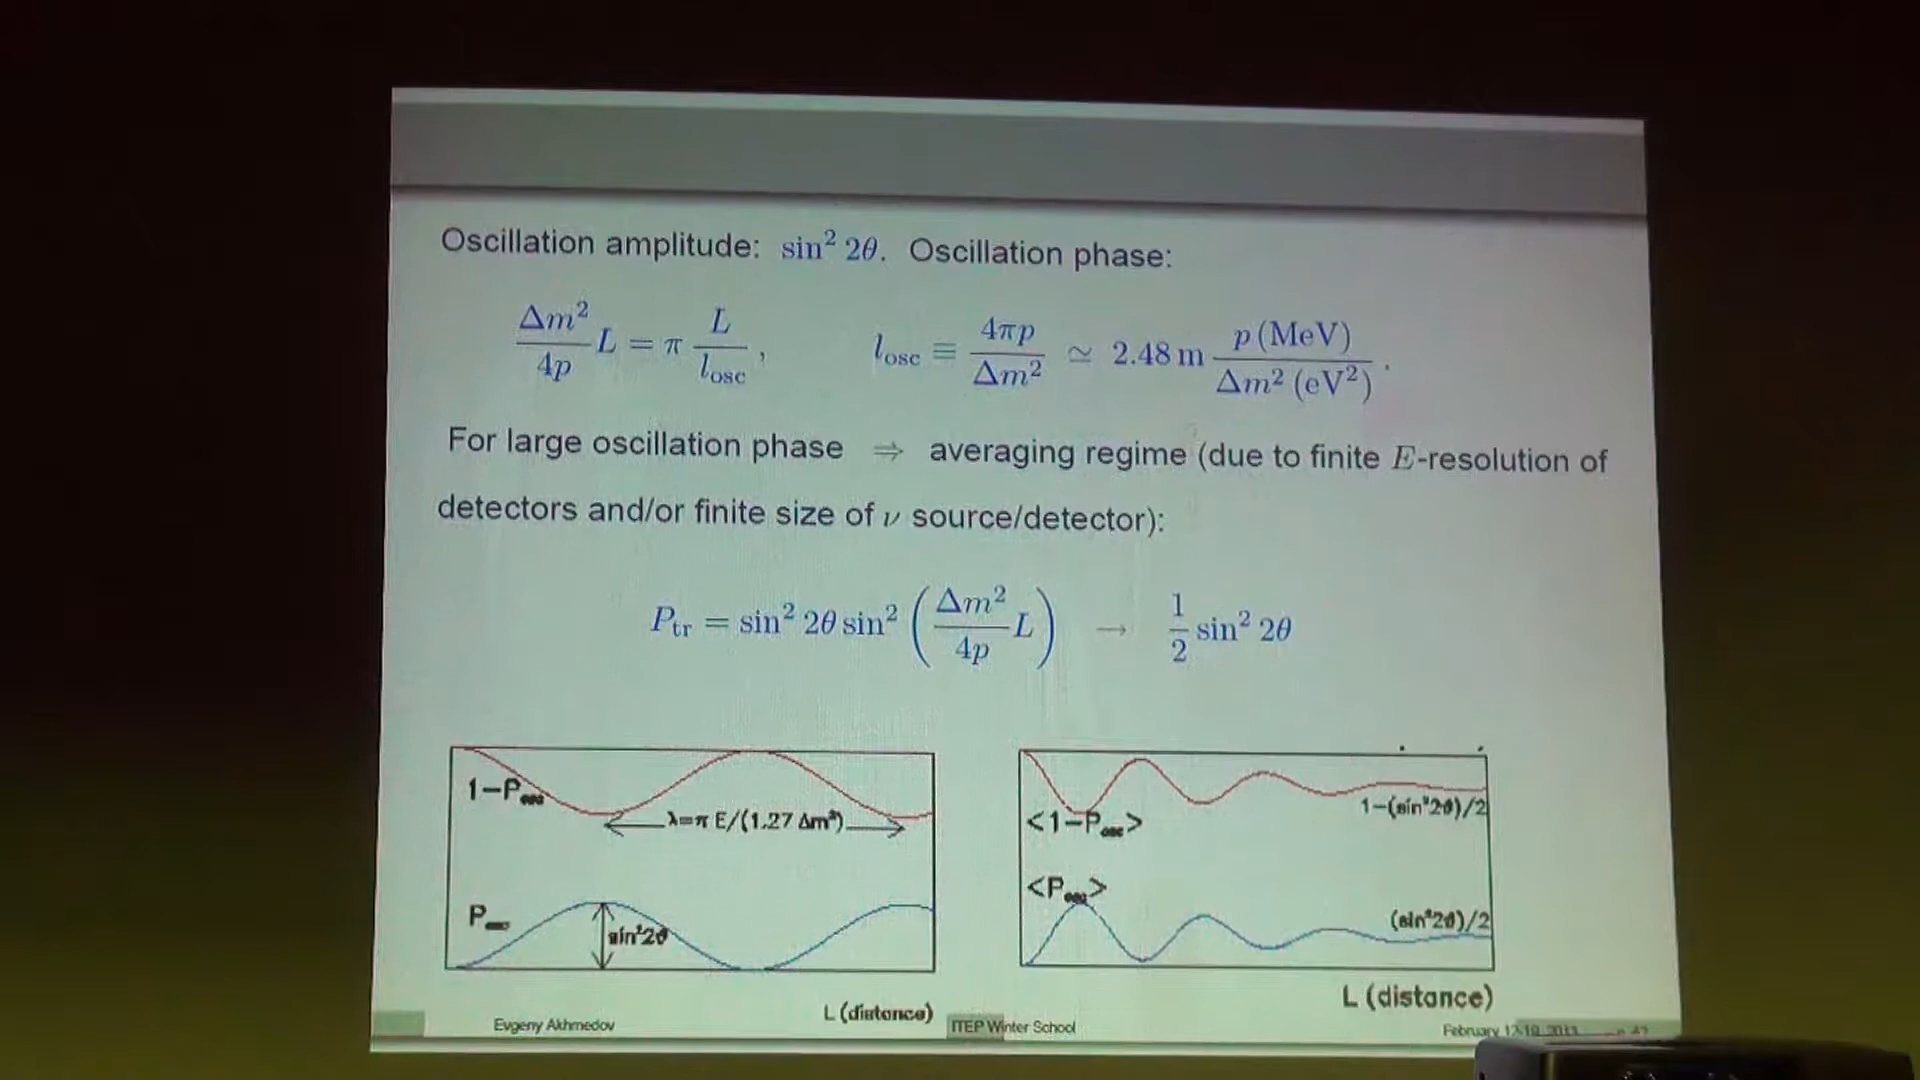 Oscillation amplitude: sin² 2θ. Oscillation phase:
Δm²/4p L = π L/l_osc , l_osc ≡ 4πp/Δm² ≃ 2.48 m p (MeV)/Δm² (eV²) .
For large oscillation phase ⇒ averaging regime (due to finite E-resolution of
detectors and/or finite size of ν source/detector):
P_tr = sin² 2θ sin² (Δm²/4p L) → 1/2 sin² 2θ
1–P
λ=π E/(1.27 Δm²)
P
sin²2θ
L (distance)
<1–P_osc>
1–(sin²2θ)/2
<P_osc>
(sin²2θ)/2
L (distance)
Evgeny Akhmedov
ITEP Winter School
February